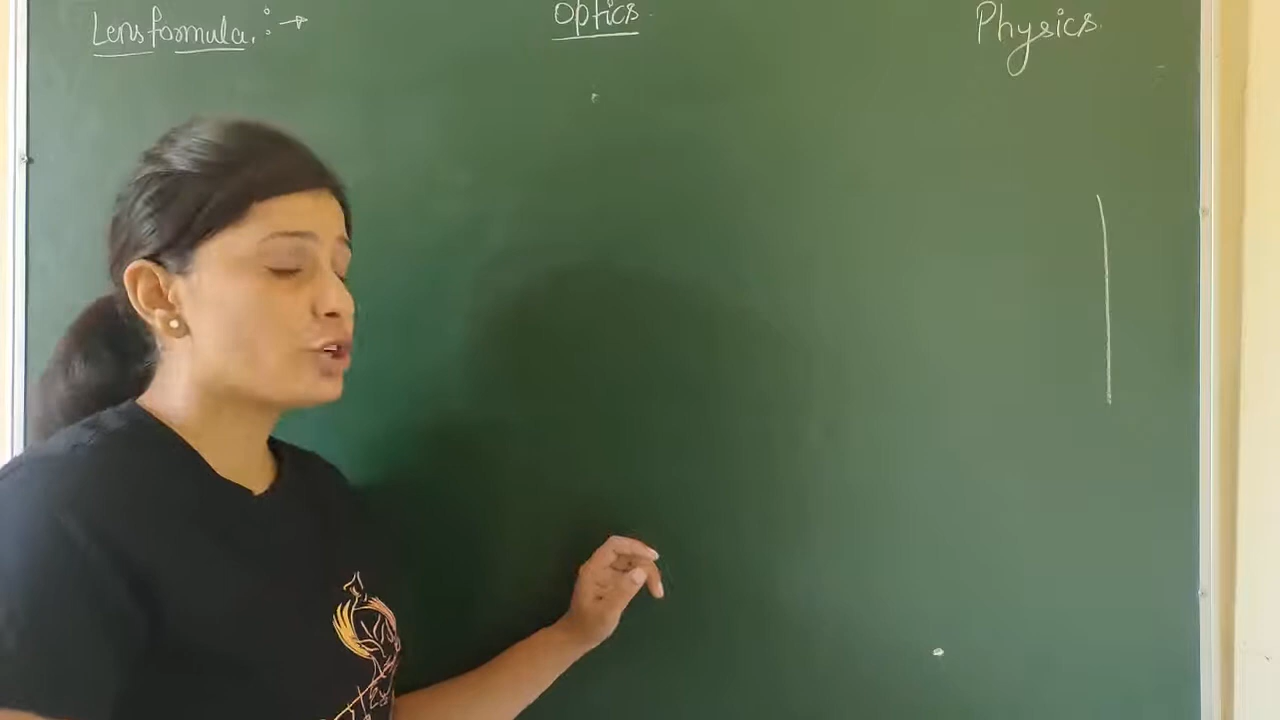 Lens formula. : →
Optics
Physics